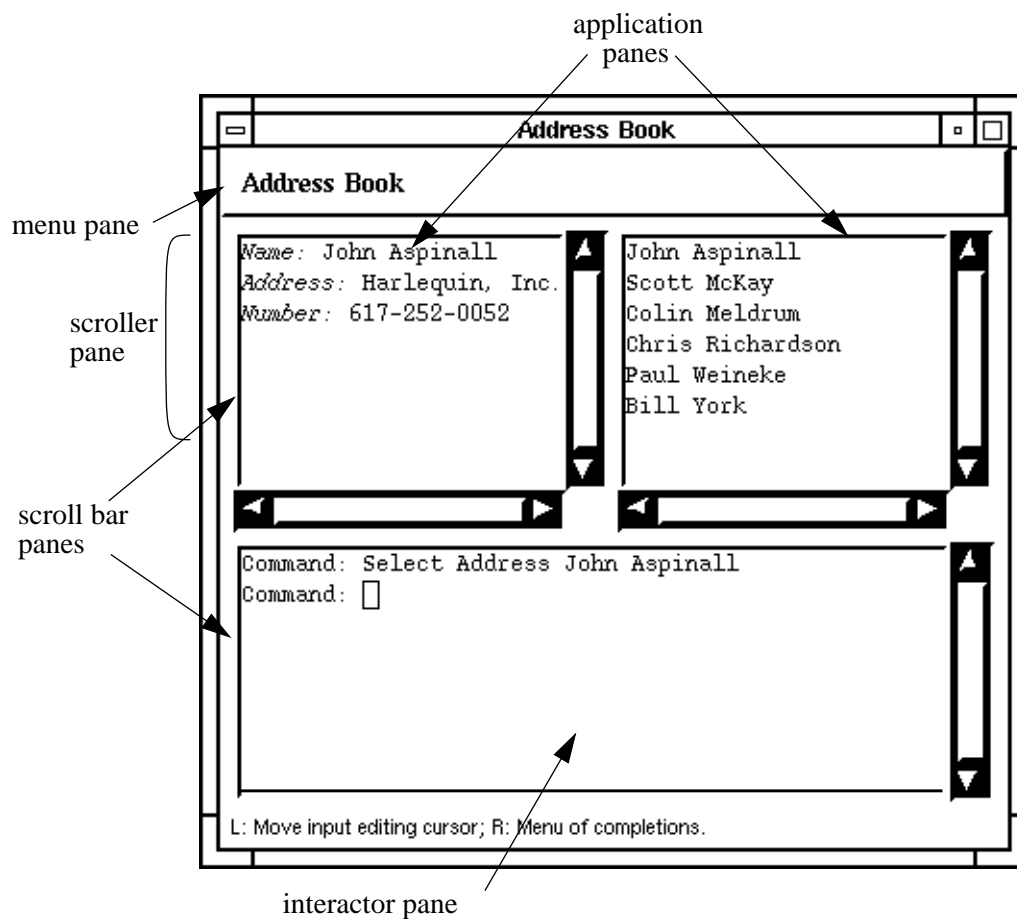 application
panes
Address Book
Address Book
menu pane
Name: John Aspinall
Address: Harlequin, Inc.
Number: 617-252-0052
John Aspinall
Scott McKay
Colin Meldrum
Chris Richardson
Paul Weineke
Bill York
scroller
pane
scroll bar
panes
Command: Select Address John Aspinall
Command:
L: Move input editing cursor; R: Menu of completions.
interactor pane